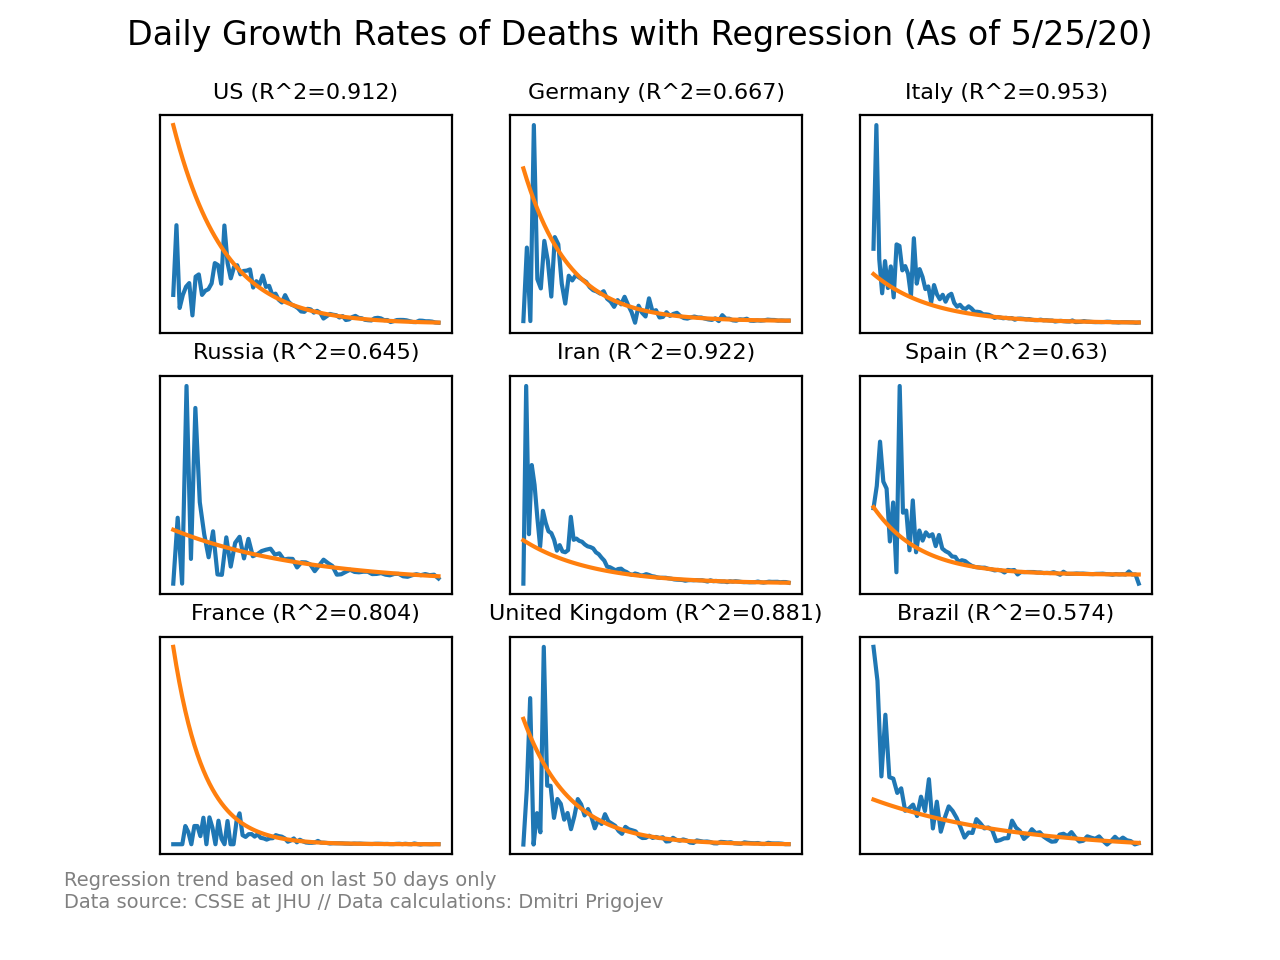 Daily Growth Rates of Deaths with Regression (As of 5/25/20)
US (R^2=0.912)
Germany (R^2=0.667)
Italy (R^2=0.953)
Russia (R^2=0.645)
Iran (R^2=0.922)
Spain (R^2=0.63)
France (R^2=0.804)
United Kingdom (R^2=0.881)
Brazil (R^2=0.574)
Regression trend based on last 50 days only
Data source: CSSE at JHU // Data calculations: Dmitri Prigojev